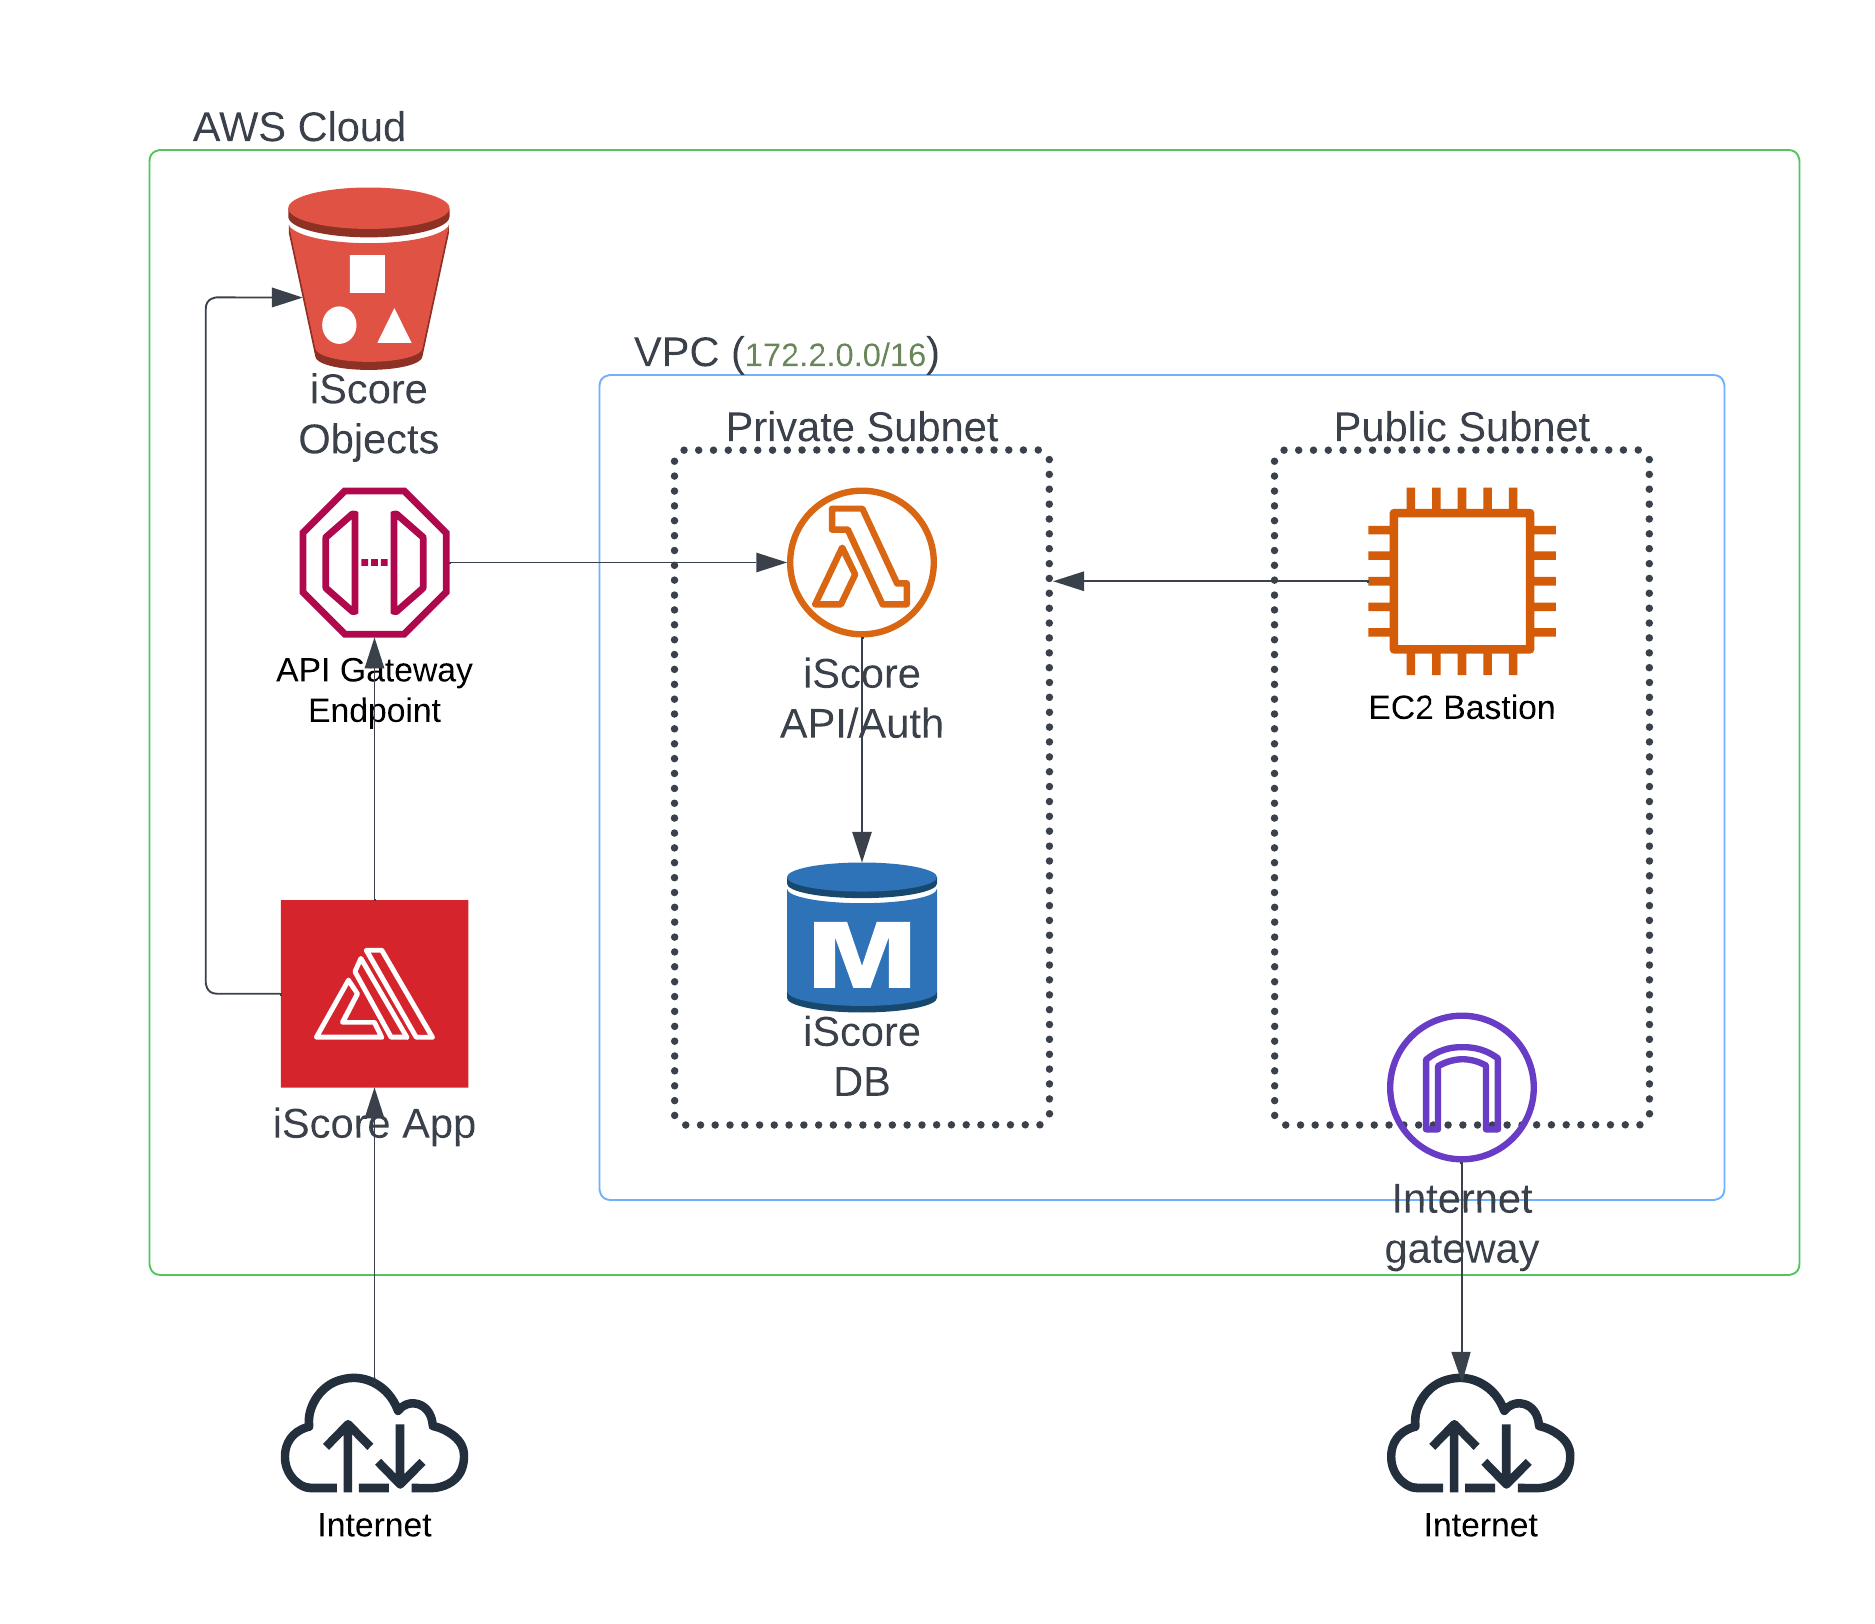 AWS Cloud
iScore
Objects
VPC (172.2.0.0/16)
Private Subnet
Public Subnet
API Gateway
Endpoint
iScore
API/Auth
EC2 Bastion
M
iScore
DB
iScore App
Internet
gateway
Internet
Internet